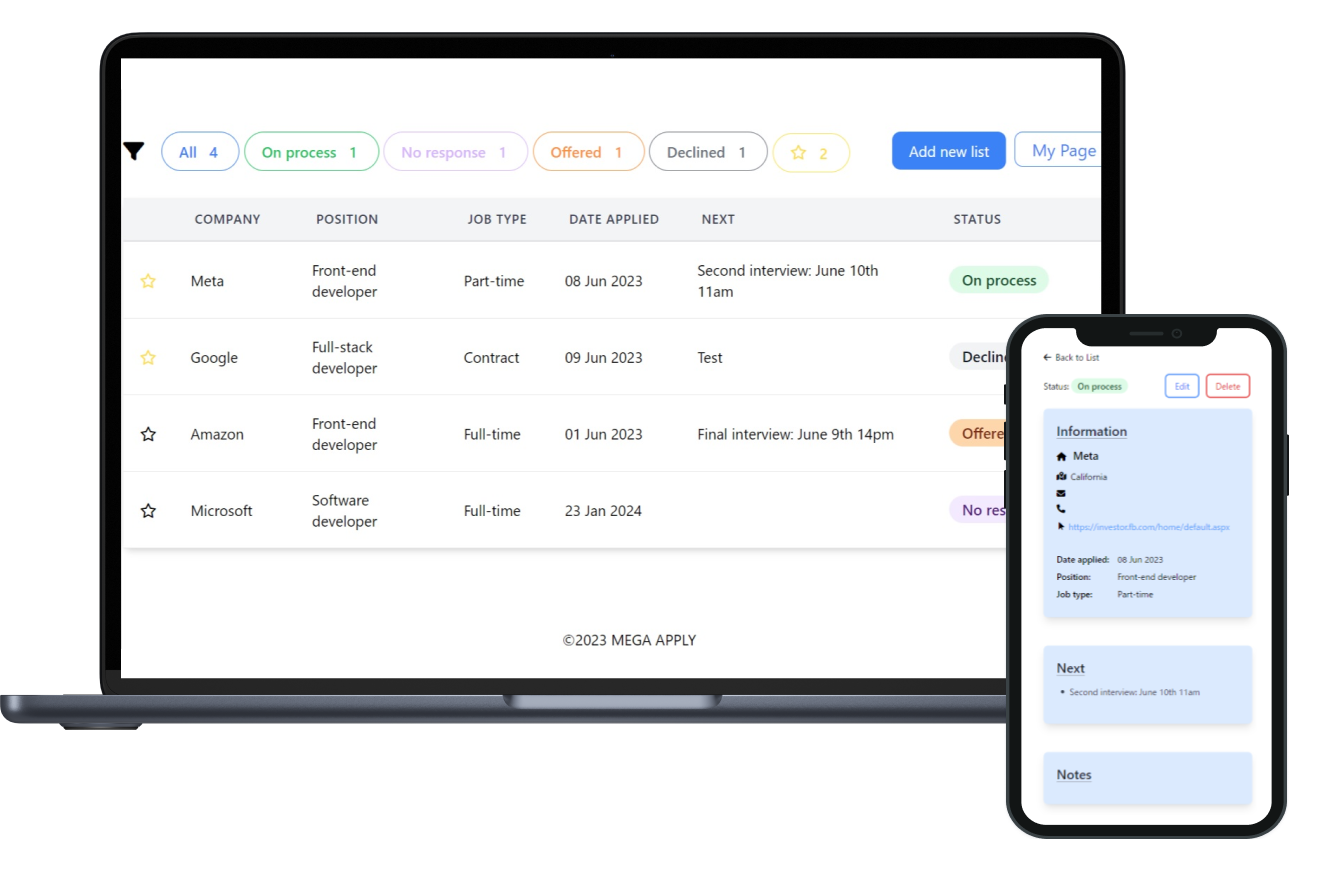 All 4 On process 1 No response 1 Offered 1 Declined 1 2 Add new list My Page
COMPANY POSITION JOB TYPE DATE APPLIED NEXT STATUS
Meta Front-end developer Part-time 08 Jun 2023 Second interview: June 10th 11am On process
Google Full-stack developer Contract 09 Jun 2023 Test Declin
Amazon Front-end developer Full-time 01 Jun 2023 Final interview: June 9th 14pm Offere
Microsoft Software developer Full-time 23 Jan 2024 No res
©2023 MEGA APPLY
← Back to List
Status: On process Edit Delete
Information
Meta
California
https://investor.fb.com/home/default.aspx
Date applied: 08 Jun 2023
Position: Front-end developer
Job type: Part-time
Next
• Second interview: June 10th 11am
Notes